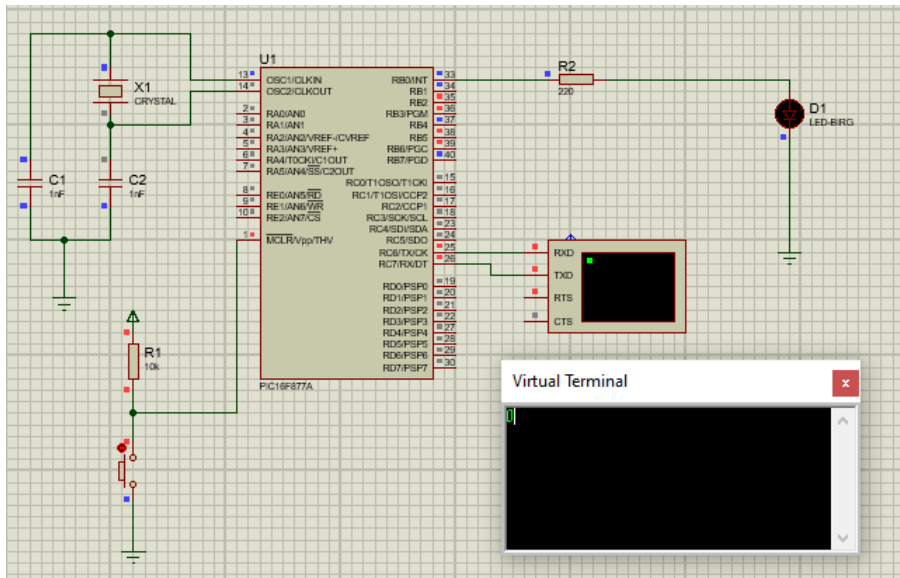 U1
13
OSC1/CLKIN
14
OSC2/CLKOUT
2
RA0/AN0
3
RA1/AN1
4
RA2/AN2/VREF-/CVREF
5
RA3/AN3/VREF+
6
RA4/T0CKI/C1OUT
7
RA5/AN4/SS/C2OUT
8
RE0/AN5/RD
9
RE1/AN6/WR
10
RE2/AN7/CS
1
MCLR/Vpp/THV
RB0/INT
33
RB1
34
RB2
35
RB3/PGM
36
RB4
37
RB5
38
RB6/PGC
39
RB7/PGD
40
RC0/T1OSO/T1CKI
15
RC1/T1OSI/CCP2
16
RC2/CCP1
17
RC3/SCK/SCL
18
RC4/SDI/SDA
23
RC5/SDO
24
RC6/TX/CK
25
RC7/RX/DT
26
RD0/PSP0
19
RD1/PSP1
20
RD2/PSP2
21
RD3/PSP3
22
RD4/PSP4
27
RD5/PSP5
28
RD6/PSP6
29
RD7/PSP7
30
PIC16F877A
X1
CRYSTAL
C1
1nF
C2
1nF
R1
10k
R2
220
D1
LED-BIRG
RXD
TXD
RTS
CTS
Virtual Terminal
x